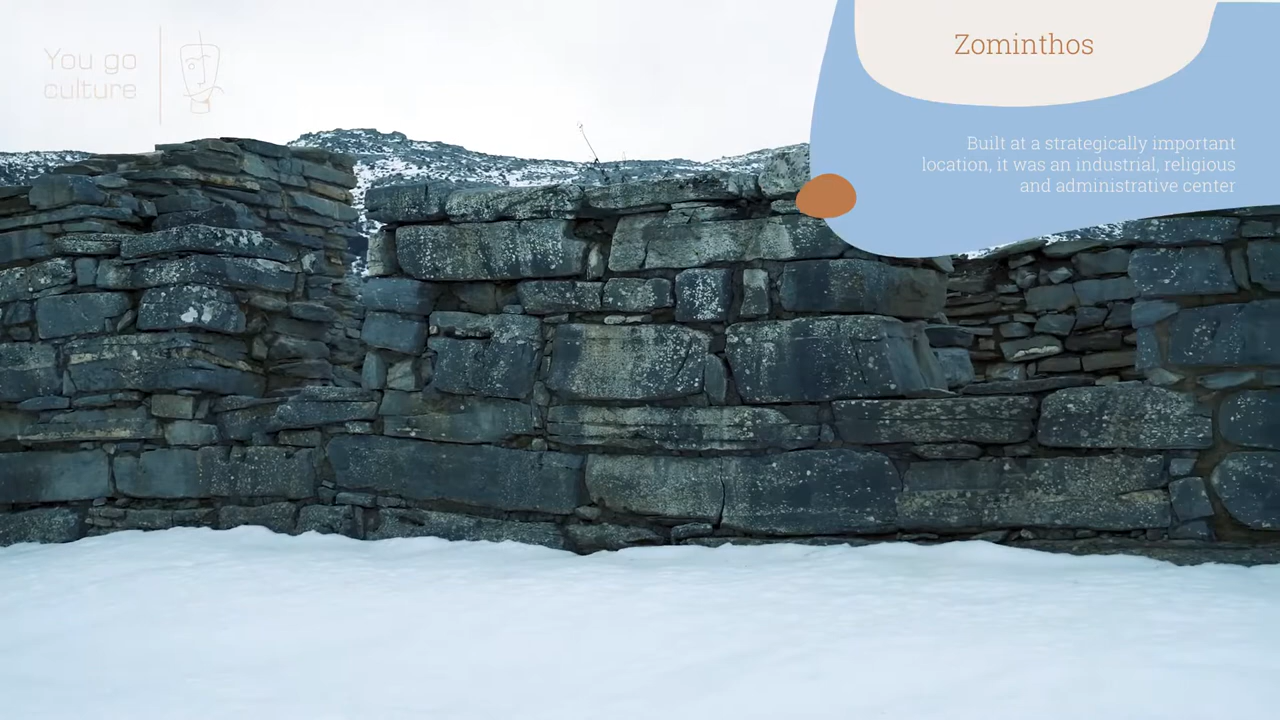 You go
culture
Zominthos
Built at a strategically important
location, it was an industrial, religious
and administrative center